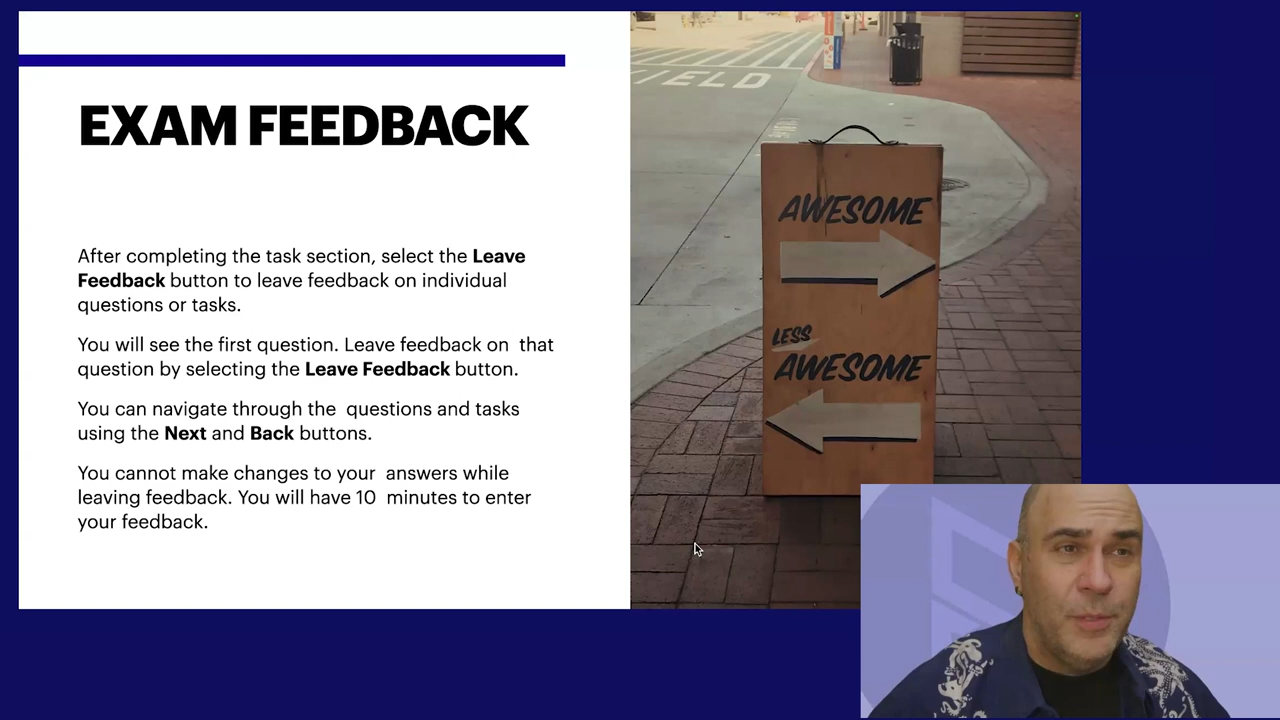 EXAM FEEDBACK
After completing the task section, select the Leave
Feedback button to leave feedback on individual
questions or tasks.
You will see the first question. Leave feedback on that
question by selecting the Leave Feedback button.
You can navigate through the questions and tasks
using the Next and Back buttons.
You cannot make changes to your answers while
leaving feedback. You will have 10 minutes to enter
your feedback.
YIELD
AWESOME
LESS
AWESOME